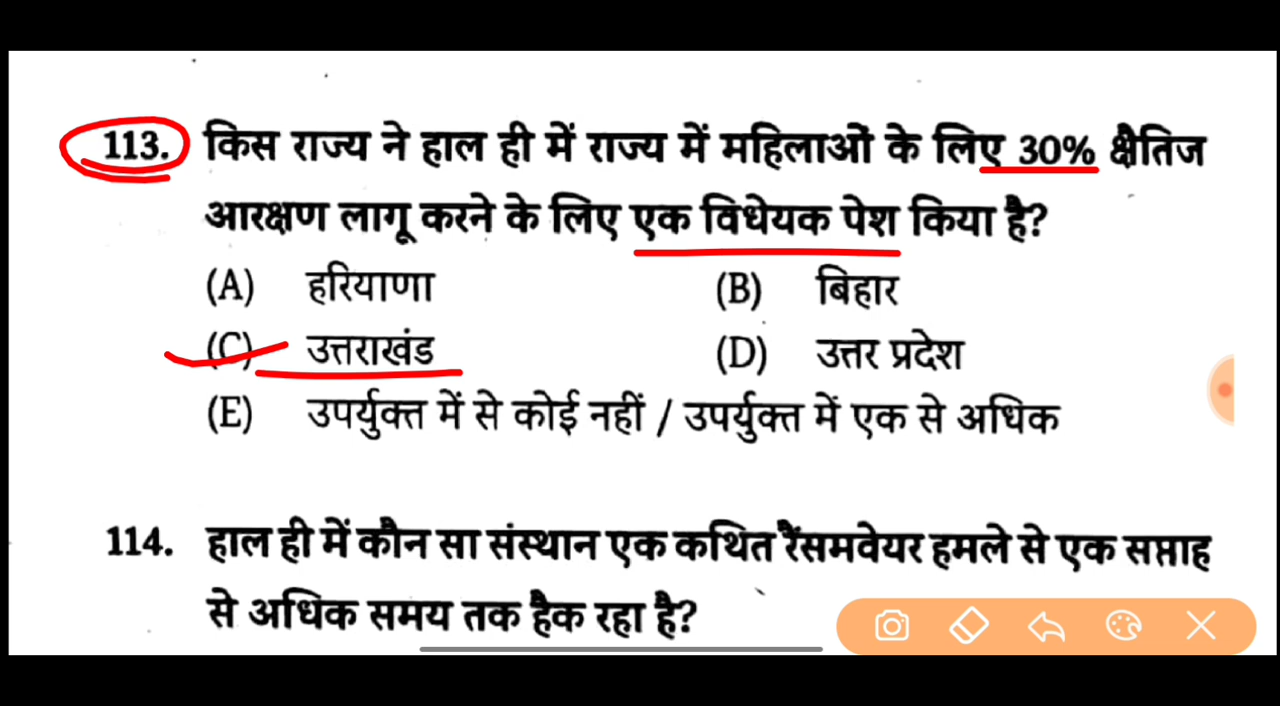 113. किस राज्य ने हाल ही में राज्य में महिलाओं के लिए 30% क्षैतिज
आरक्षण लागू करने के लिए एक विधेयक पेश किया है?
(A) हरियाणा (B) बिहार
(C) उत्तराखंड (D) उत्तर प्रदेश
(E) उपर्युक्त में से कोई नहीं / उपर्युक्त में एक से अधिक
114. हाल ही में कौन सा संस्थान एक कथित रैंसमवेयर हमले से एक सप्ताह
से अधिक समय तक हैक रहा है?